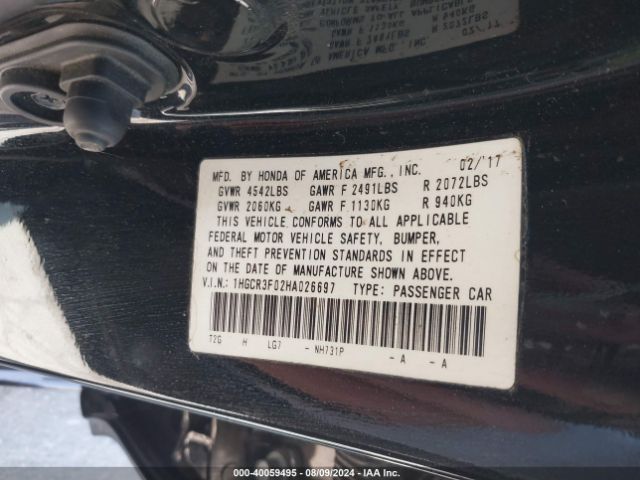 MFD. BY HONDA OF AMERICA MFG., INC. 02/'17
GVWR 4542LBS GAWR F 2491LBS R 2072LBS
GVWR 2060KG GAWR F 1130KG R 940KG
THIS VEHICLE CONFORMS TO ALL APPLICABLE
FEDERAL MOTOR VEHICLE SAFETY, BUMPER,
AND THEFT PREVENTION STANDARDS IN EFFECT
ON THE DATE OF MANUFACTURE SHOWN ABOVE.
V.I.N.: 1HGCR3F02HA026697 TYPE: PASSENGER CAR
T2G H LG7 - NH731P - A - A
000-40059495 - 08/09/2024 - IAA Inc.